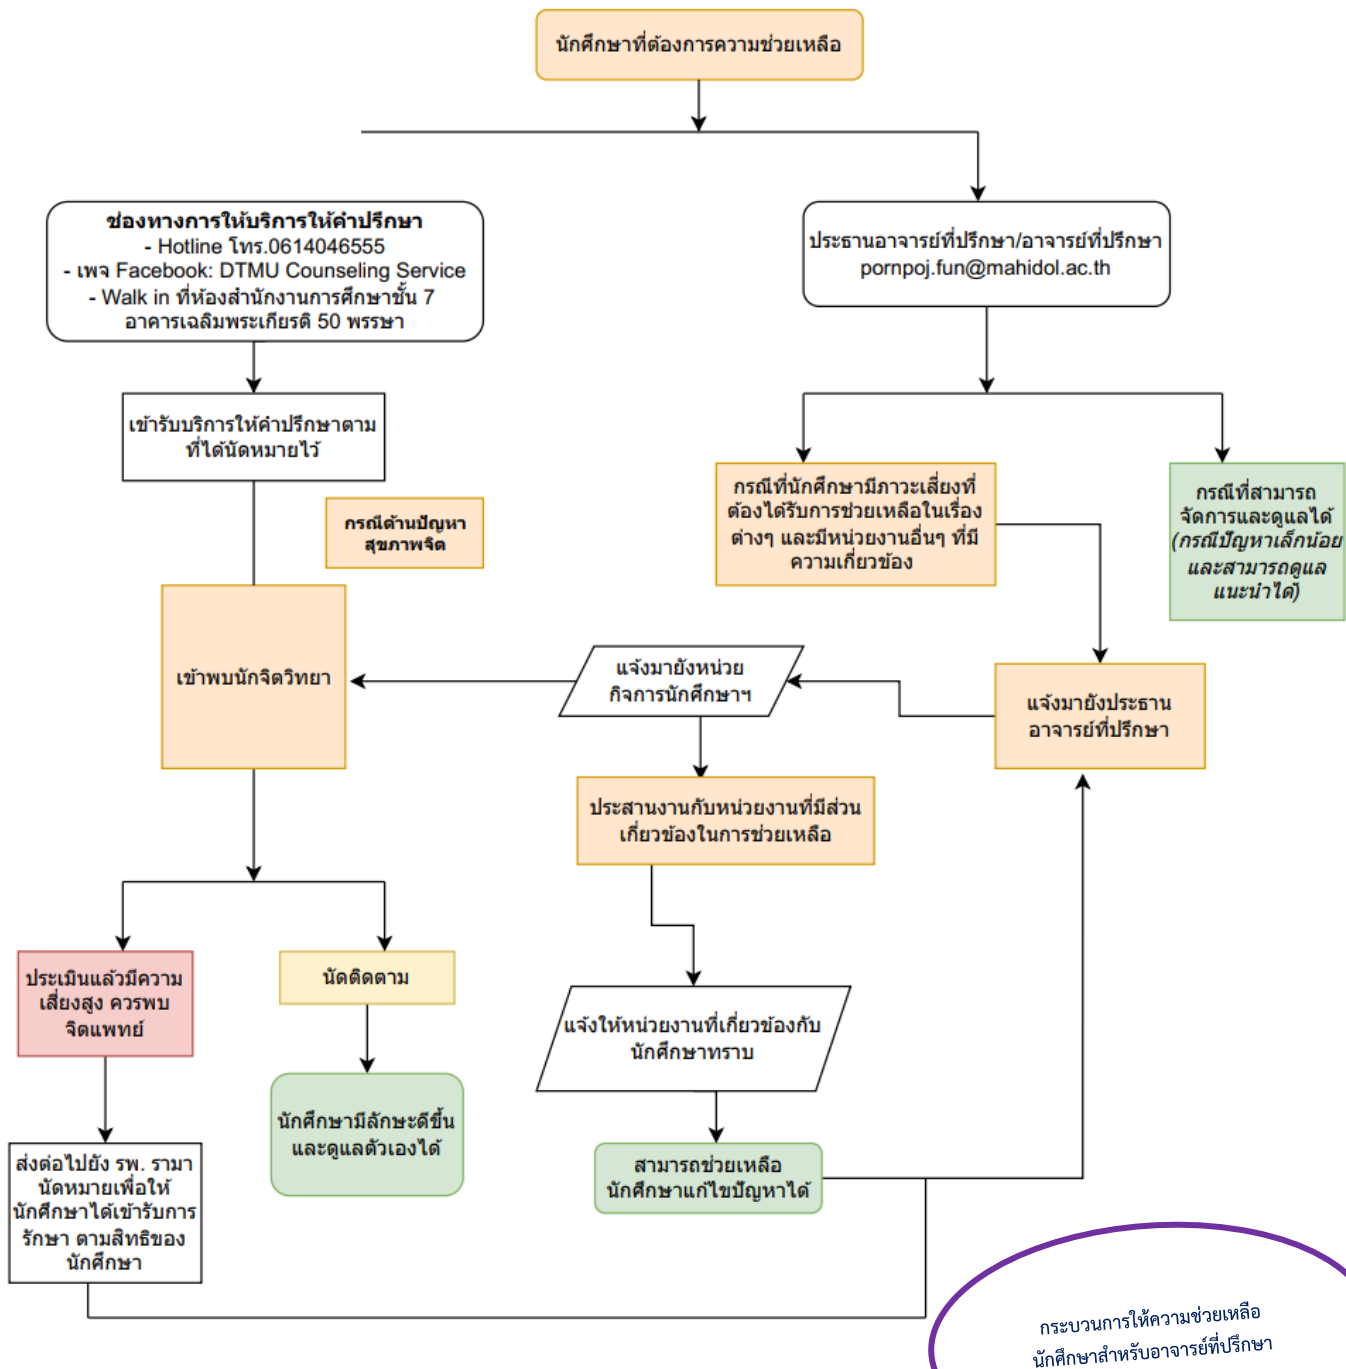 นักศึกษาที่ต้องการความช่วยเหลือ
ช่องทางการให้บริการให้คำปรึกษา
- Hotline โทร.0614046555
- เพจ Facebook: DTMU Counseling Service
- Walk in ที่ห้องสำนักงานการศึกษาชั้น 7
อาคารเฉลิมพระเกียรติ 50 พรรษา
ประธานอาจารย์ที่ปรึกษา/อาจารย์ที่ปรึกษา
pornpoj.fun@mahidol.ac.th
เข้ารับบริการให้คำปรึกษาตาม
ที่ได้นัดหมายไว้
กรณีด้านปัญหา
สุขภาพจิต
กรณีที่นักศึกษามีภาวะเสี่ยงที่
ต้องได้รับการช่วยเหลือในเรื่อง
ต่างๆ และมีหน่วยงานอื่นๆ ที่มี
ความเกี่ยวข้อง
กรณีที่สามารถ
จัดการและดูแลได้
(กรณีปัญหาเล็กน้อย
และสามารถดูแล
แนะนำได้)
เข้าพบนักจิตวิทยา
แจ้งมายังหน่วย
กิจการนักศึกษาฯ
แจ้งมายังประธาน
อาจารย์ที่ปรึกษา
ประสานงานกับหน่วยงานที่มีส่วน
เกี่ยวข้องในการช่วยเหลือ
ประเมินแล้วมีความ
เสี่ยงสูง ควรพบ
จิตแพทย์
นัดติดตาม
แจ้งให้หน่วยงานที่เกี่ยวข้องกับ
นักศึกษาทราบ
นักศึกษามีลักษะดีขึ้น
และดูแลตัวเองได้
ส่งต่อไปยัง รพ. รามา
นัดหมายเพื่อให้
นักศึกษาได้เข้ารับการ
รักษา ตามสิทธิของ
นักศึกษา
สามารถช่วยเหลือ
นักศึกษาแก้ไขปัญหาได้
กระบวนการให้ความช่วยเหลือ
นักศึกษาสำหรับอาจารย์ที่ปรึกษา